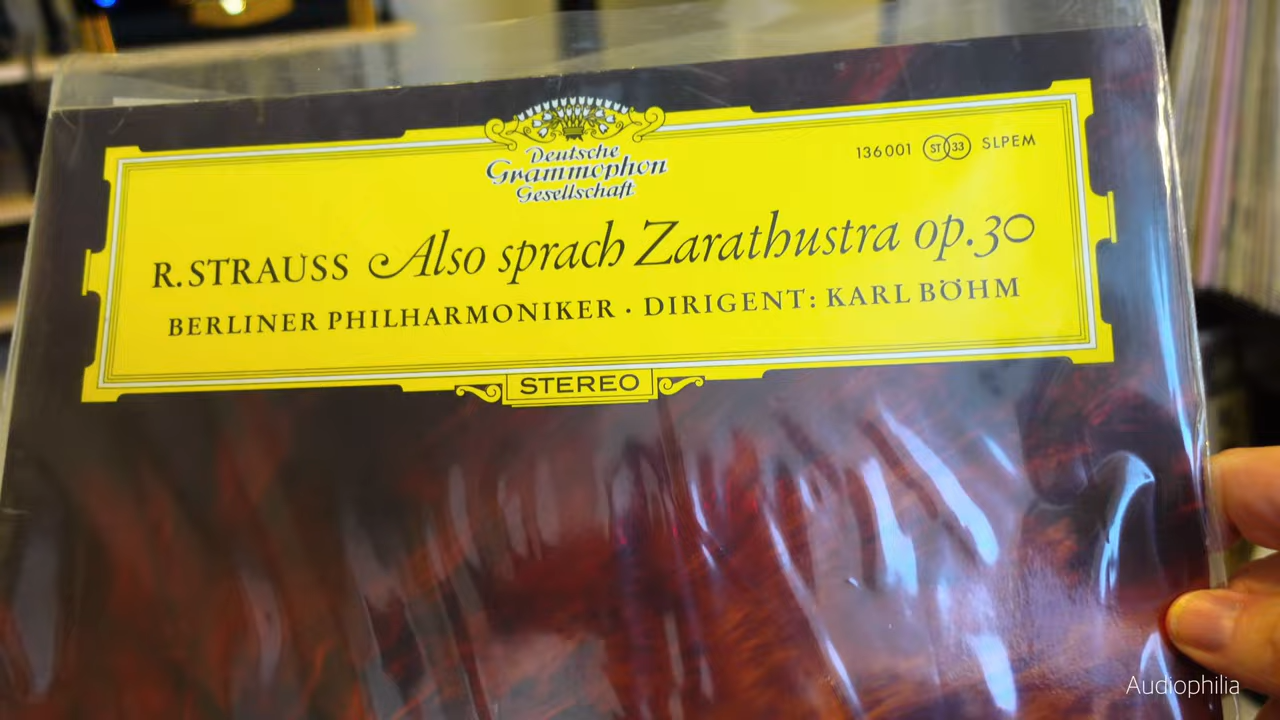 Deutsche
Grammophon
Gesellschaft
136 001 ST 33 SLPEM
R. STRAUSS Also sprach Zarathustra op. 30
BERLINER PHILHARMONIKER · DIRIGENT: KARL BÖHM
STEREO
Audiophilia